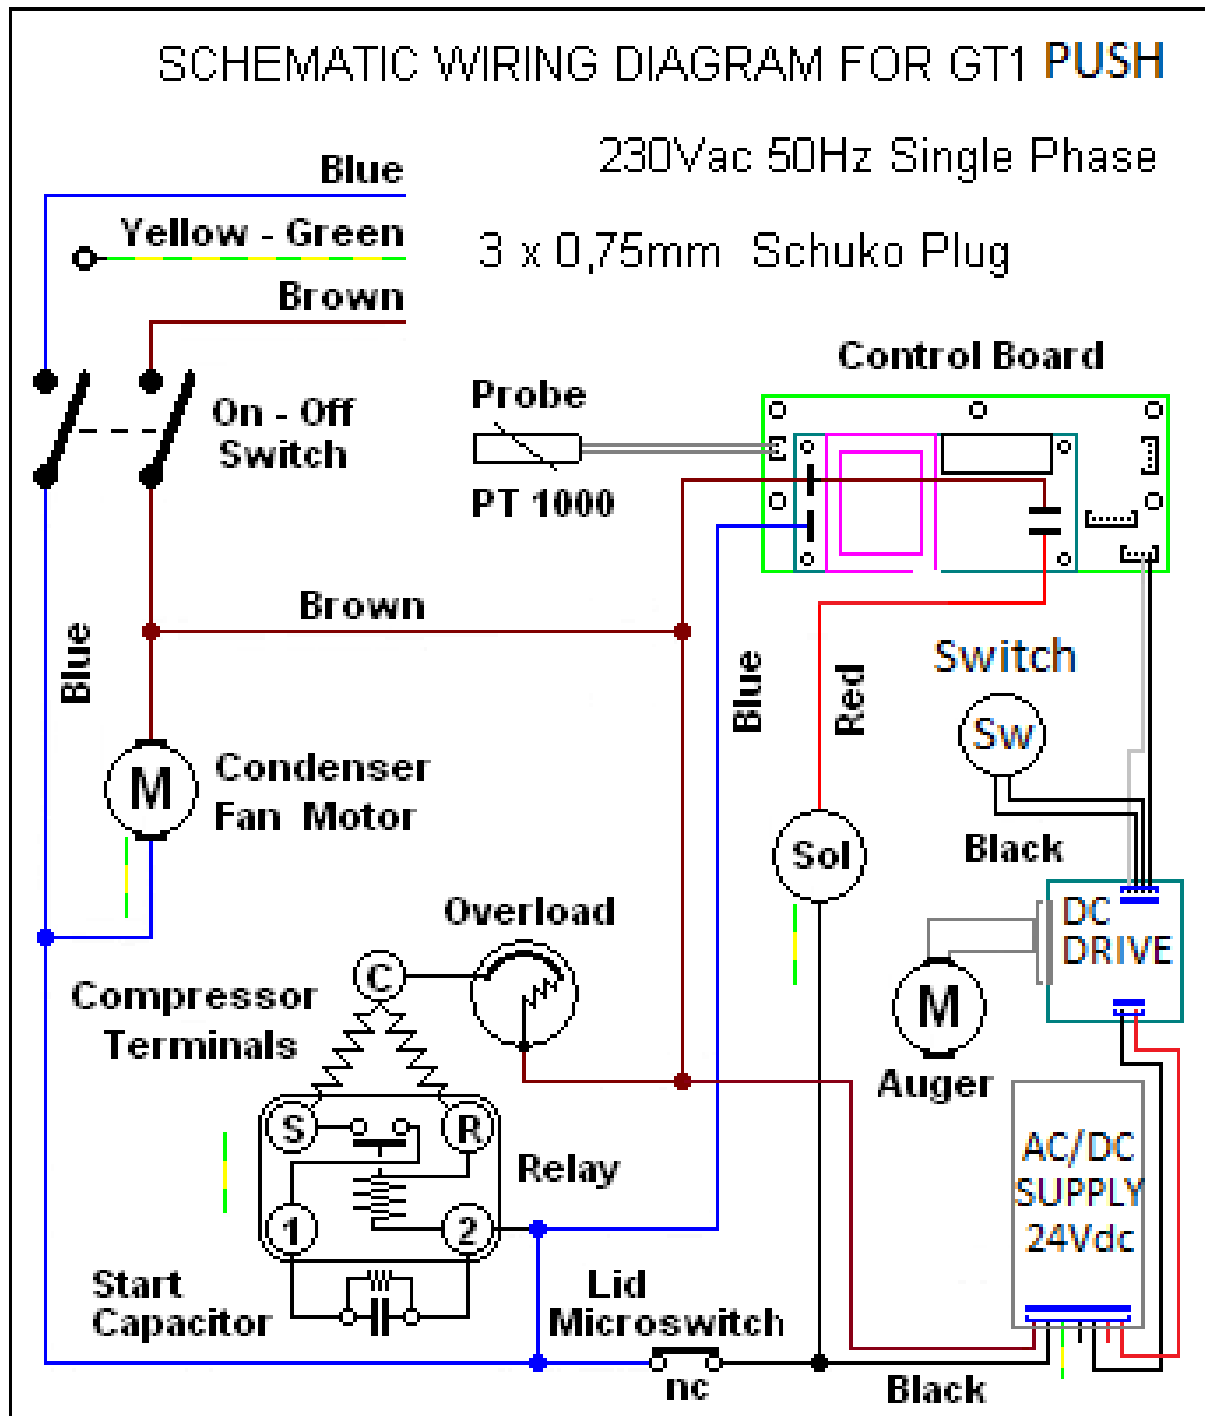 SCHEMATIC WIRING DIAGRAM FOR GT1 PUSH
230Vac 50Hz Single Phase
Blue
Yellow - Green
3 x 0,75mm Schuko Plug
Brown
Control Board
Probe
On - Off
Switch
PT 1000
Brown
Blue
Blue
Red
Switch
Sw
M
Condenser
Fan Motor
Sol
Black
Overload
DC
DRIVE
C
Compressor
Terminals
M
Auger
S
R
Relay
AC/DC
SUPPLY
24Vdc
1
2
Start
Capacitor
Lid
Microswitch
nc
Black